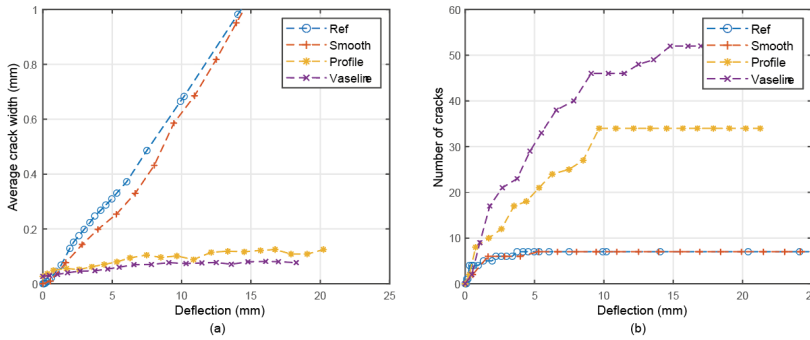 1
0.8
0.6
0.4
0.2
0
Average crack width (mm)
0
5
10
15
20
25
Deflection (mm)
(a)
Ref
Smooth
Profile
Vaseline
60
50
40
30
20
10
0
Number of cracks
0
5
10
15
20
25
Deflection (mm)
(b)
Ref
Smooth
Profile
Vaseline